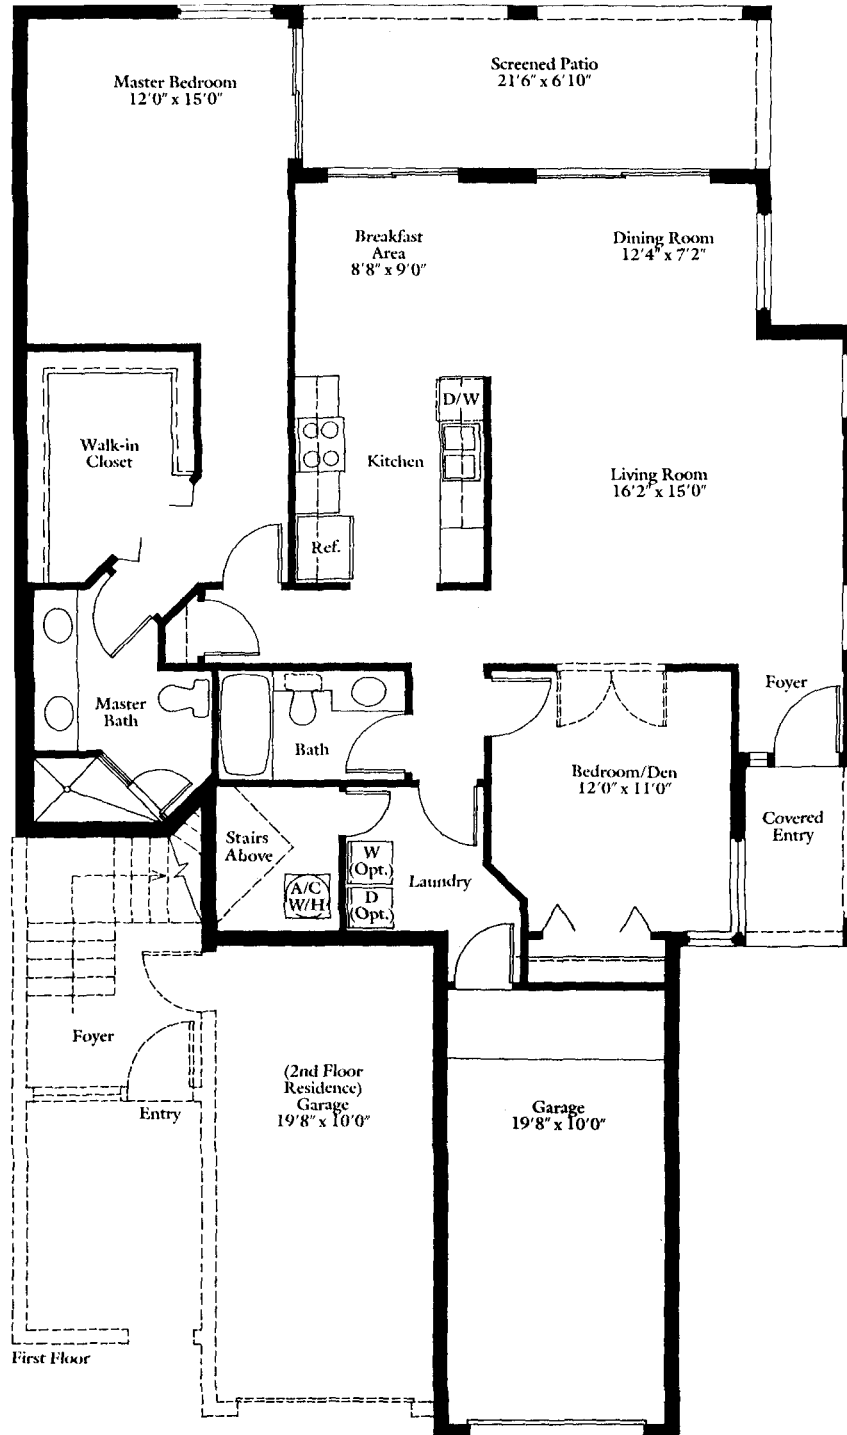 Master Bedroom
12'0" x 15'0"
Screened Patio
21'6" x 6'10"
Breakfast
Area
8'8" x 9'0"
Dining Room
12'4" x 7'2"
D/W
Walk-in
Closet
Kitchen
Living Room
16'2" x 15'0"
Ref.
Master
Bath
Foyer
Bath
Bedroom/Den
12'0" x 11'0"
Stairs
Above
W
(Opt.)
Laundry
Covered
Entry
A/C
W/H
D
(Opt.)
Foyer
(2nd Floor
Residence)
Garage
19'8" x 10'0"
Entry
Garage
19'8" x 10'0"
First Floor